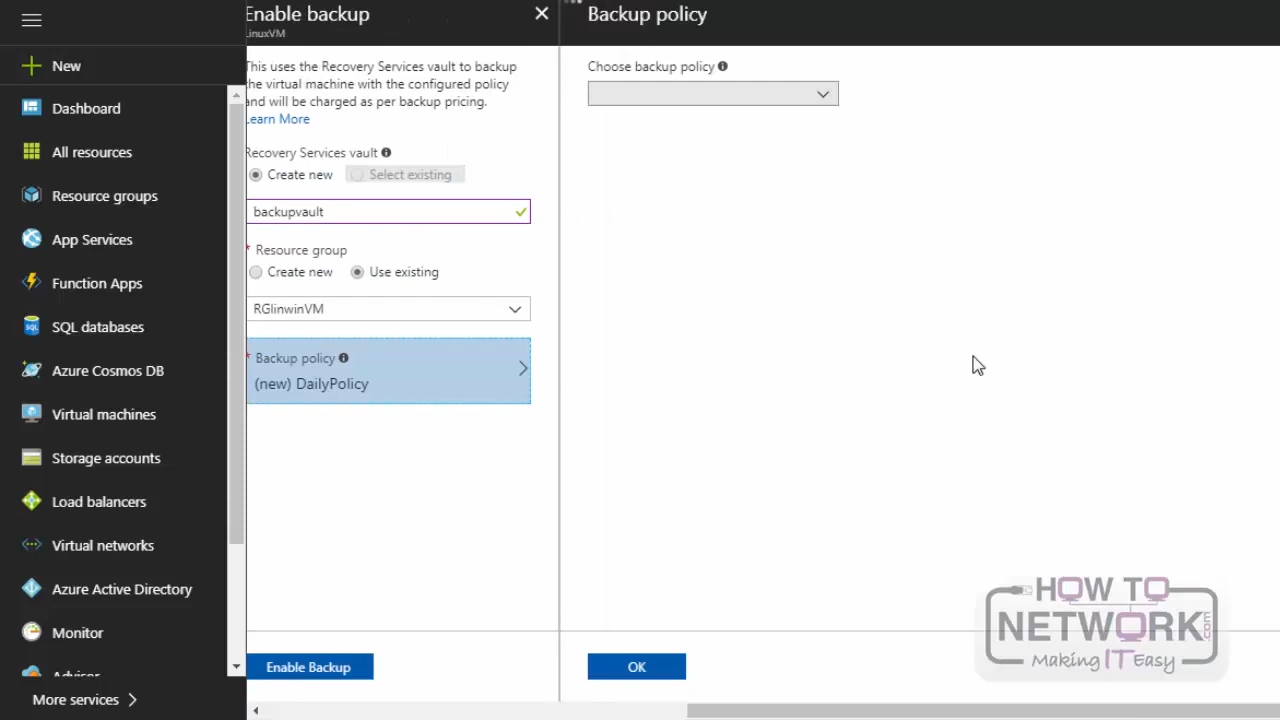 New
Dashboard
All resources
Resource groups
App Services
Function Apps
SQL databases
Azure Cosmos DB
Virtual machines
Storage accounts
Load balancers
Virtual networks
Azure Active Directory
Monitor
Advisor
More services
Enable backup
LinuxVM
This uses the Recovery Services vault to backup
the virtual machine with the configured policy
and will be charged as per backup pricing.
Learn More
Recovery Services vault
Create new Select existing
backupvault
* Resource group
Create new Use existing
RGlinwinVM
* Backup policy
(new) DailyPolicy
Enable Backup
Backup policy
Choose backup policy
OK
HOW TO
NETWORK.com
Making IT Easy